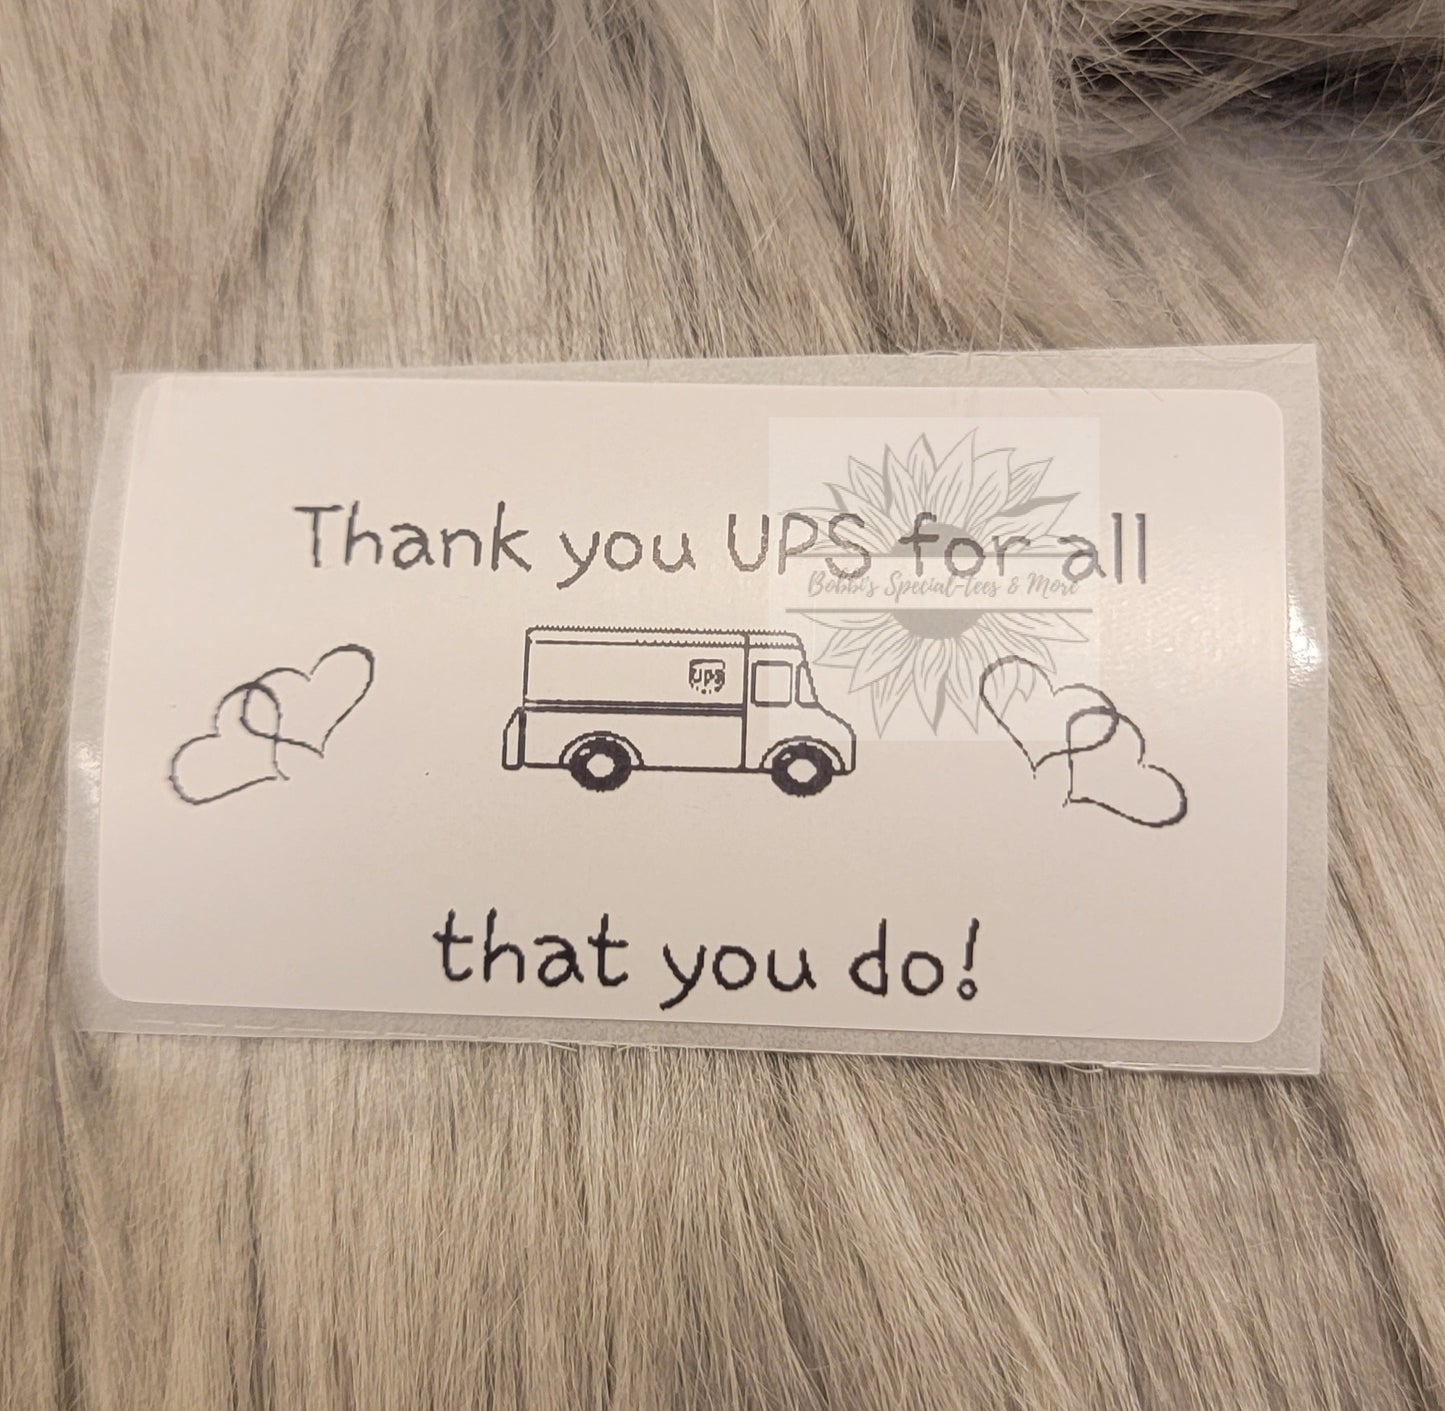 Thank you UPS for all
Bobbi's Special-tees & More
UPS
that you do!